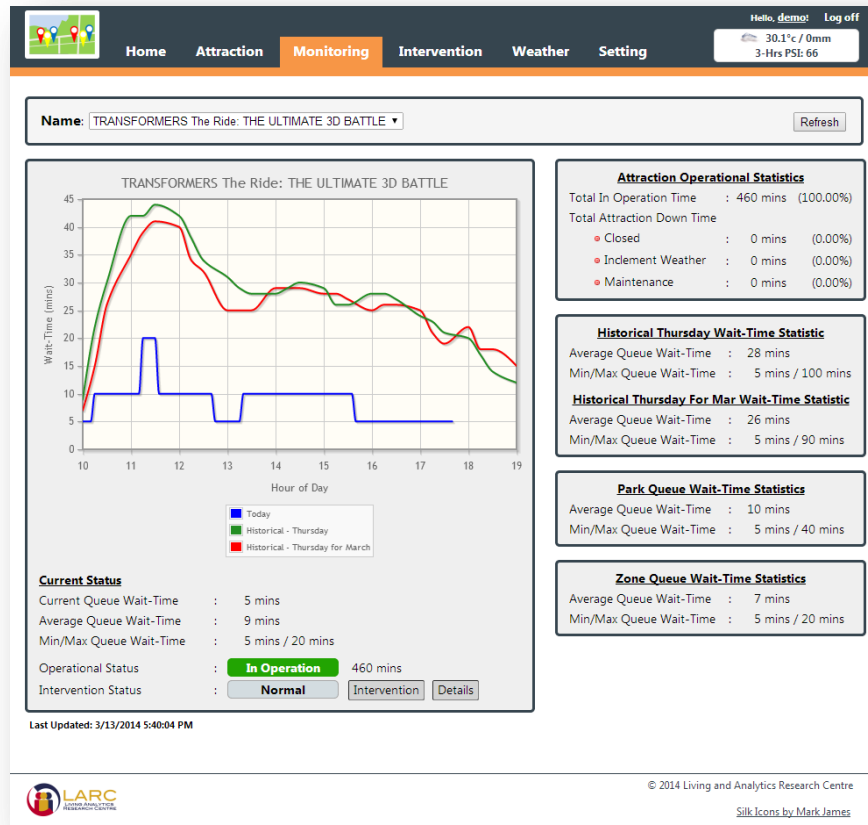 Hello, demo! Log off
Home Attraction Monitoring Intervention Weather Setting
30.1°c / 0mm
3-Hrs PSI: 66
Name: TRANSFORMERS The Ride: THE ULTIMATE 3D BATTLE
Refresh
TRANSFORMERS The Ride: THE ULTIMATE 3D BATTLE
45
40
35
30
25
20
15
10
5
0
Wait-Time (mins)
10 11 12 13 14 15 16 17 18 19
Hour of Day
Today
Historical - Thursday
Historical - Thursday for March
Current Status
Current Queue Wait-Time : 5 mins
Average Queue Wait-Time : 9 mins
Min/Max Queue Wait-Time : 5 mins / 20 mins
Operational Status : In Operation 460 mins
Intervention Status : Normal Intervention Details
Last Updated: 3/13/2014 5:40:04 PM
Attraction Operational Statistics
Total In Operation Time : 460 mins (100.00%)
Total Attraction Down Time
Closed : 0 mins (0.00%)
Indement Weather : 0 mins (0.00%)
Maintenance : 0 mins (0.00%)
Historical Thursday Wait-Time Statistic
Average Queue Wait-Time : 28 mins
Min/Max Queue Wait-Time : 5 mins / 100 mins
Historical Thursday For Mar Wait-Time Statistic
Average Queue Wait-Time : 26 mins
Min/Max Queue Wait-Time : 5 mins / 90 mins
Park Queue Wait-Time Statistics
Average Queue Wait-Time : 10 mins
Min/Max Queue Wait-Time : 5 mins / 40 mins
Zone Queue Wait-Time Statistics
Average Queue Wait-Time : 7 mins
Min/Max Queue Wait-Time : 5 mins / 20 mins
LARC
LIVING ANALYTICS
RESEARCH CENTRE
© 2014 Living and Analytics Research Centre
Silk Icons by Mark James